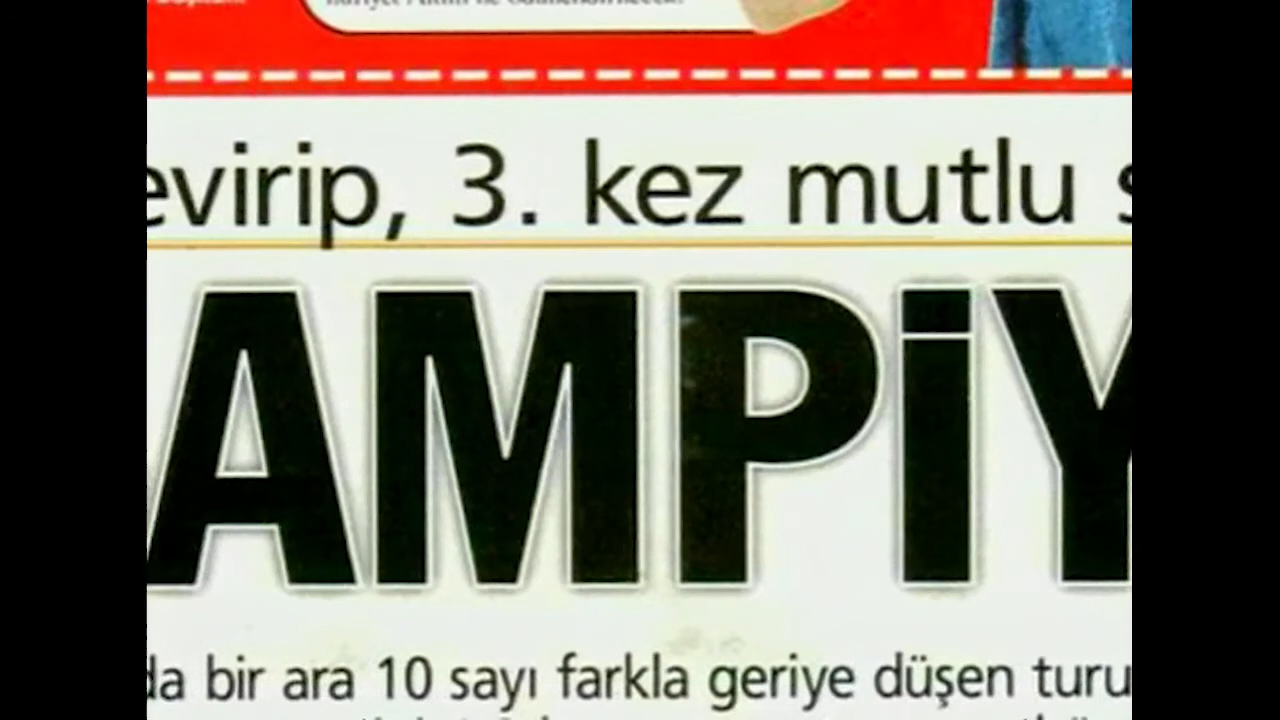 evirip, 3. kez mutlu s
AMPİY
da bir ara 10 sayı farkla geriye düşen turu